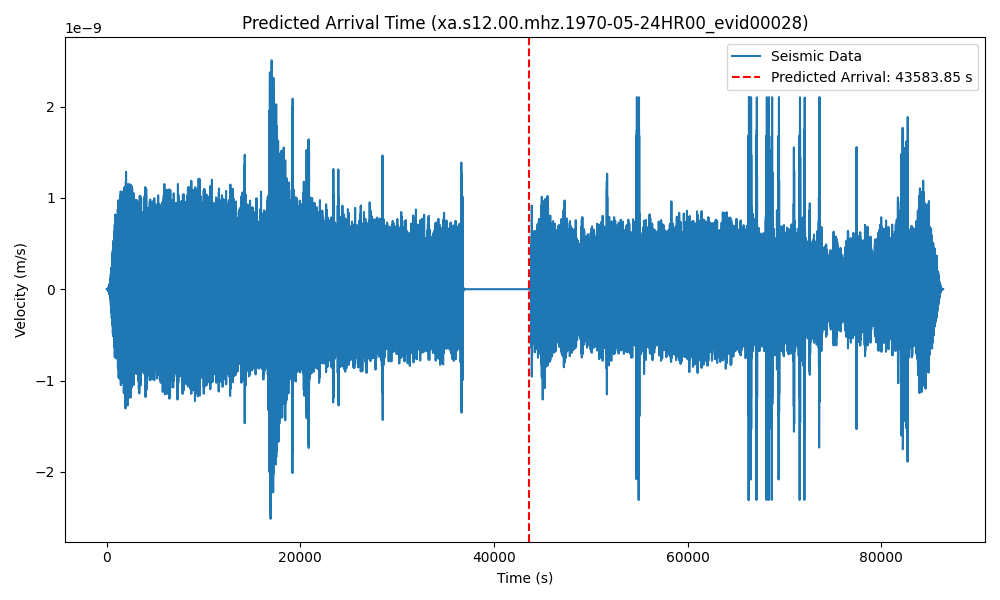 Predicted Arrival Time (xa.s12.00.mhz.1970-05-24HR00_evid00028)
1e−9
Seismic Data
Predicted Arrival: 43583.85 s
2
1
0
−1
−2
Velocity (m/s)
0 20000 40000 60000 80000
Time (s)